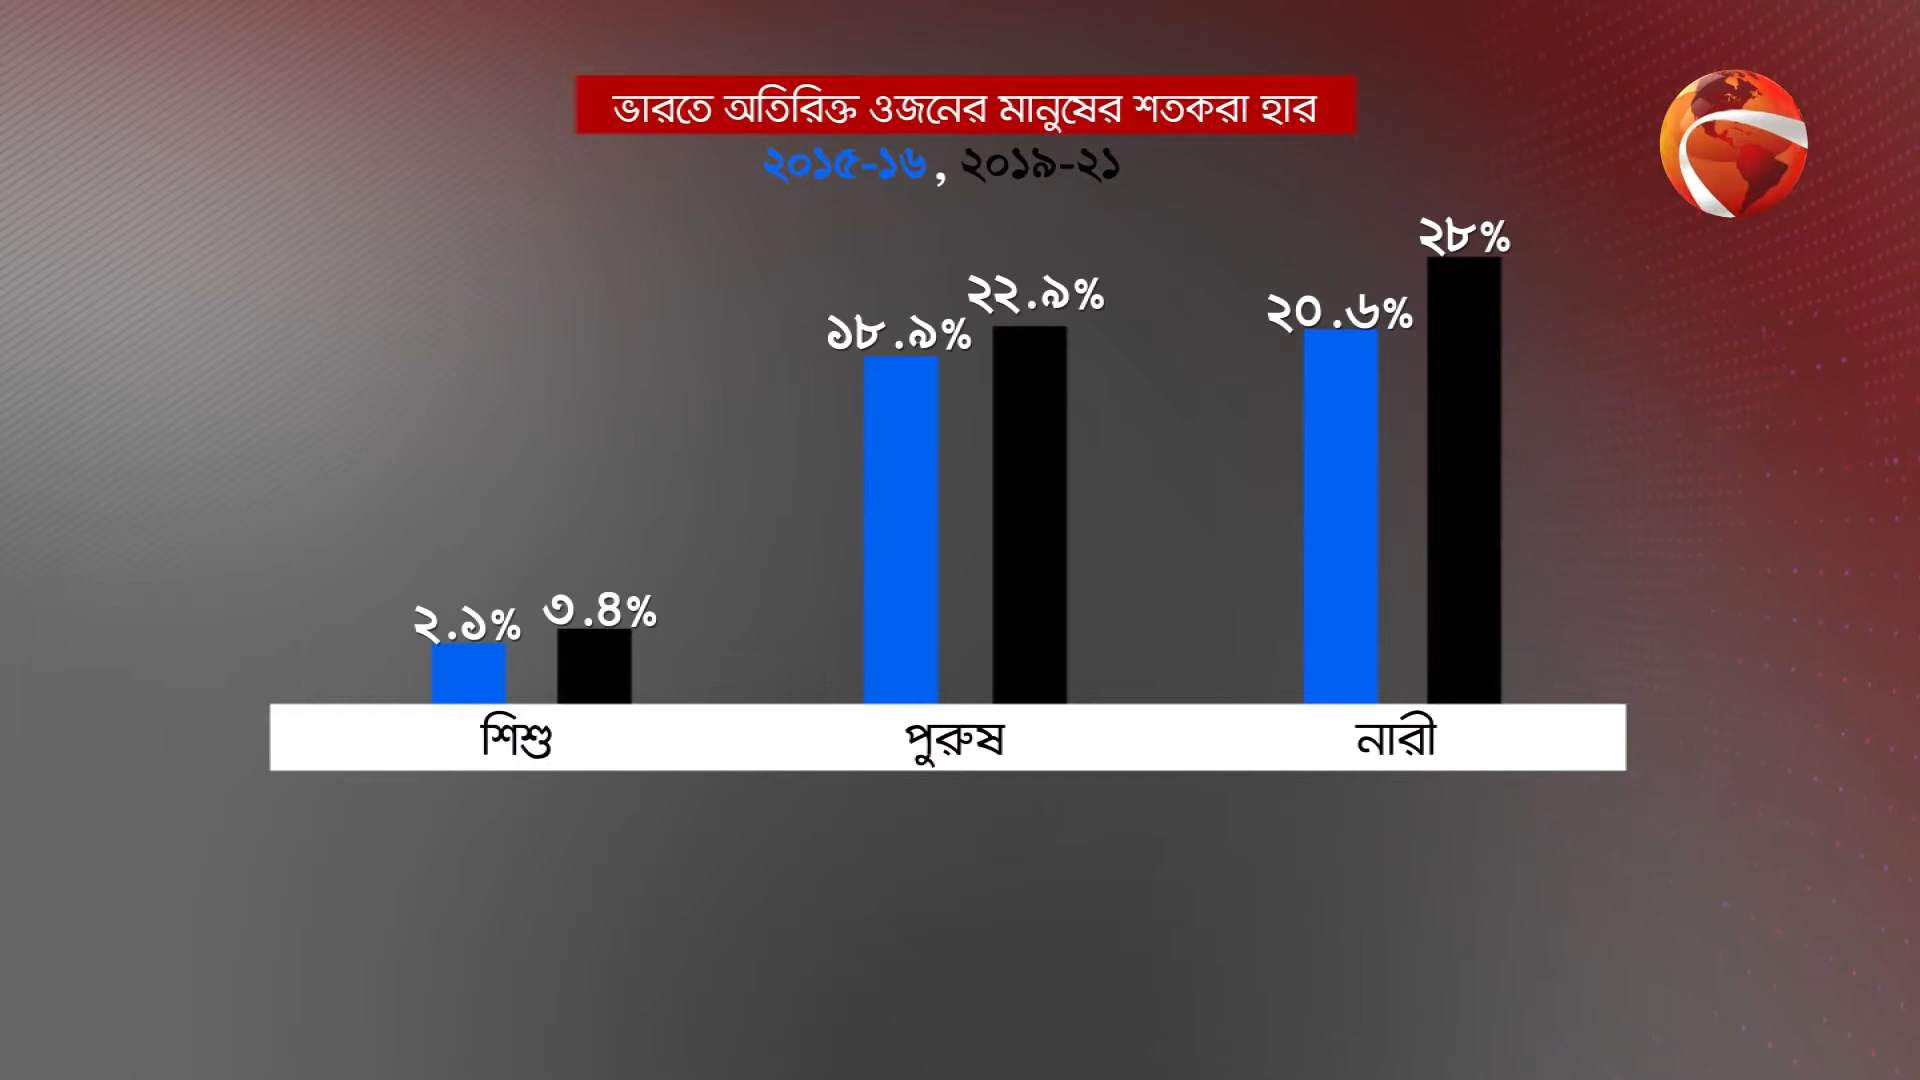 ভারতে অতিরিক্ত ওজনের মানুষের শতকরা হার
২০১৫-১৬, ২০১৯-২১
২.১% ৩.৪% ১৮.৯% ২২.৯% ২০.৬% ২৮%
শিশু পুরুষ নারী